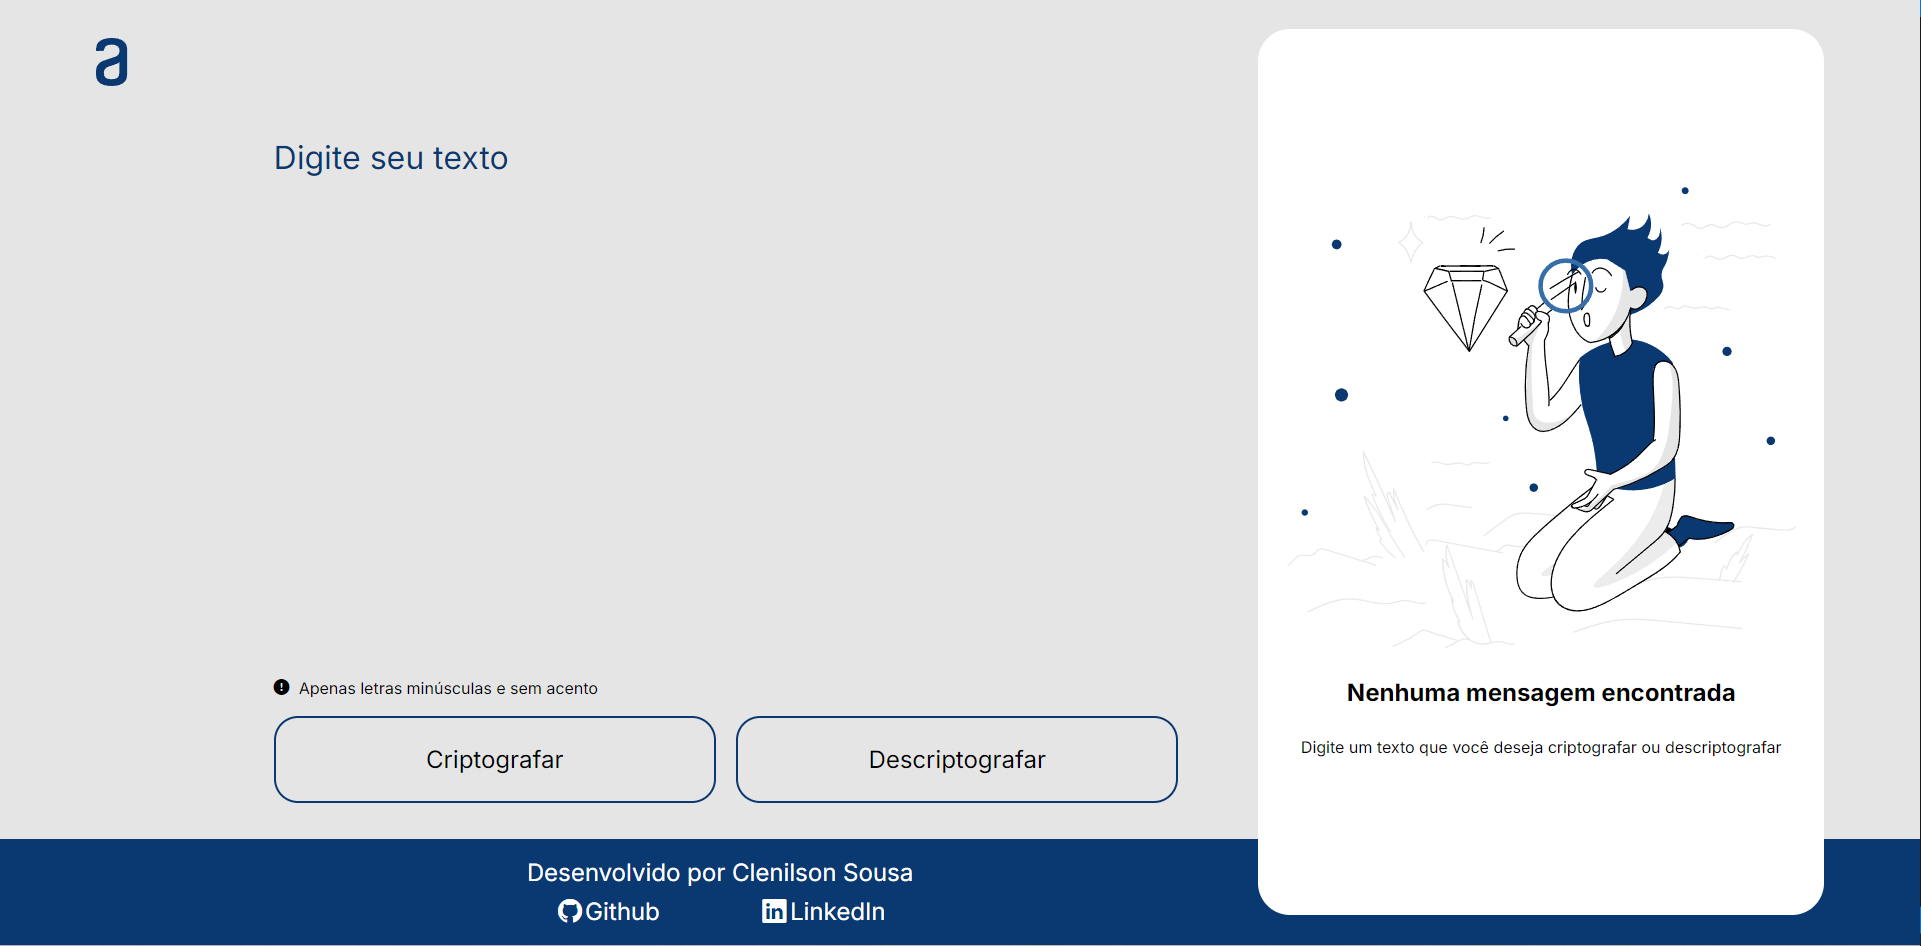 a
Digite seu texto
Apenas letras minúsculas e sem acento
Criptografar
Descriptografar
Nenhuma mensagem encontrada
Digite um texto que você deseja criptografar ou descriptografar
Desenvolvido por Clenilson Sousa
Github
in LinkedIn